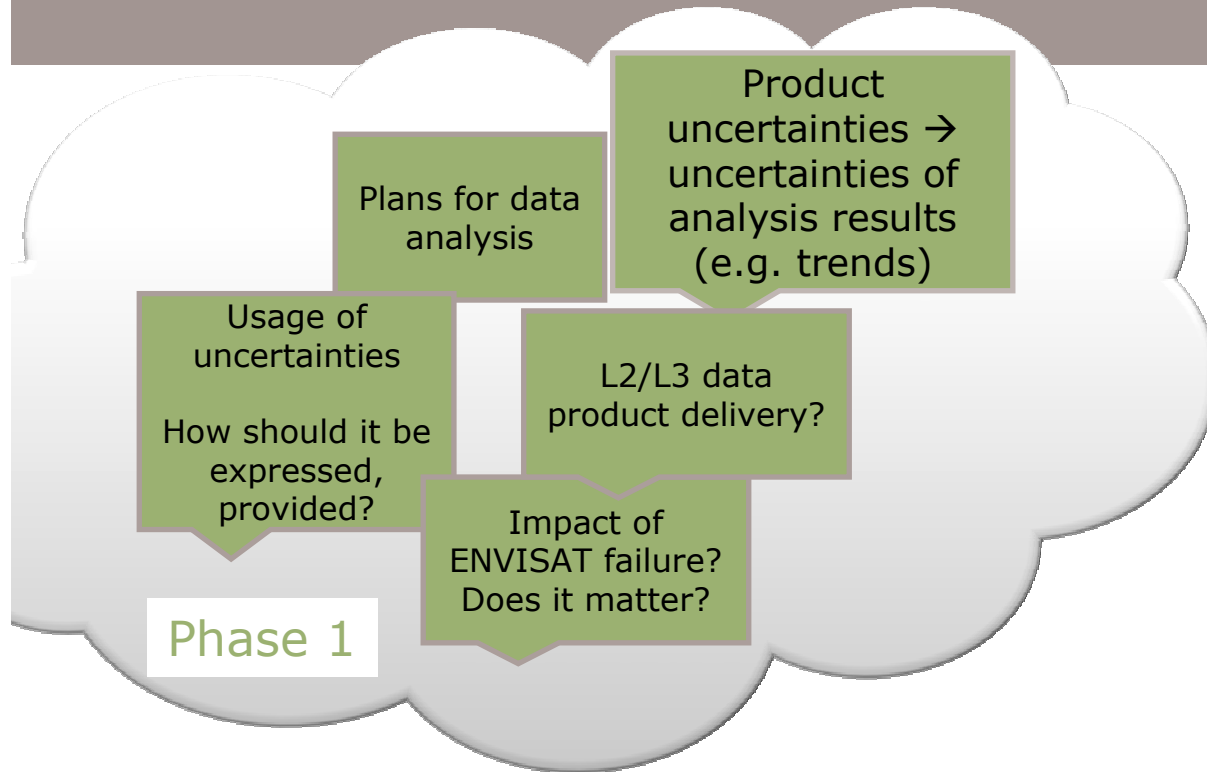 Product
uncertainties →
uncertainties of
analysis results
(e.g. trends)
Plans for data
analysis
Usage of
uncertainties
How should it be
expressed,
provided?
L2/L3 data
product delivery?
Impact of
ENVISAT failure?
Does it matter?
Phase 1